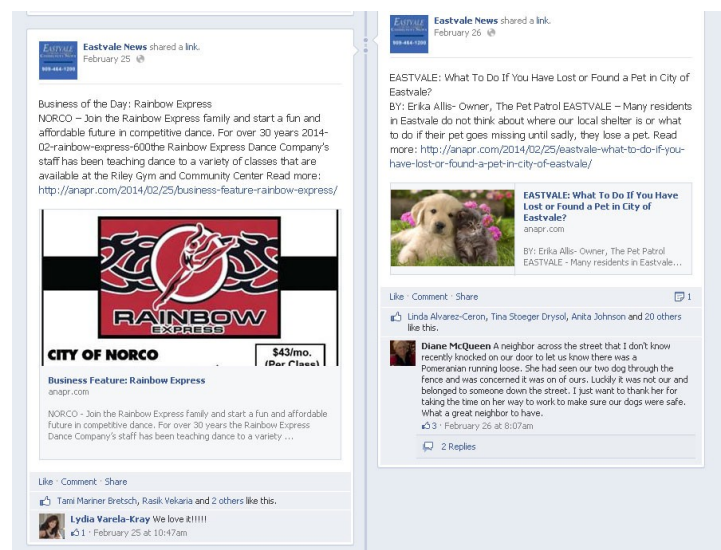 Eastvale News shared a link.
February 25
EASTVALE
909-464-1200
Business of the Day: Rainbow Express
NORCO – Join the Rainbow Express family and start a fun and
affordable future in competitive dance. For over 30 years 2014-
02-rainbow-express-600the Rainbow Express Dance Company's
staff has been teaching dance to a variety of classes that are
available at the Riley Gym and Community Center Read more:
http://anapr.com/2014/02/25/business-feature-rainbow-express/
RAINBOW
EXPRESS
CITY OF NORCO
$43/mo.
(Per Class)
Business Feature: Rainbow Express
anapr.com
NORCO - Join the Rainbow Express family and start a fun and affordable
future in competitive dance. For over 30 years the Rainbow Express
Dance Company's staff has been teaching dance to a variety ...
Like · Comment · Share
Tami Mariner Bretsch, Rasik Vekaria and 2 others like this.
Lydia Varela-Kray We love it!!!!!
1 · February 25 at 10:47am
Eastvale News shared a link.
February 26
EASTVALE
909-464-1200
EASTVALE: What To Do If You Have Lost or Found a Pet in City of
Eastvale?
BY: Erika Allis- Owner, The Pet Patrol EASTVALE – Many residents
in Eastvale do not think about where our local shelter is or what
to do if their pet goes missing until sadly, they lose a pet. Read
more: http://anapr.com/2014/02/25/eastvale-what-to-do-if-you-
have-lost-or-found-a-pet-in-city-of-eastvale/
EASTVALE: What To Do If You Have
Lost or Found a Pet in City of
Eastvale?
anapr.com
BY: Erika Allis- Owner, The Pet Patrol
EASTVALE - Many residents in Eastvale...
Like · Comment · Share
1
Linda Alvarez-Ceron, Tina Stoeger Drysol, Anita Johnson and 20 others
like this.
Diane McQueen A neighbor across the street that I don't know
recently knocked on our door to let us know there was a
Pomeranian running loose. She had seen our two dog through the
fence and was concerned it was on of ours. Luckily it was not our and
belonged to someone down the street. I just want to thank her for
taking the time on her way to work to make sure our dogs were safe.
What a great neighbor to have.
3 · February 26 at 8:07am
2 Replies